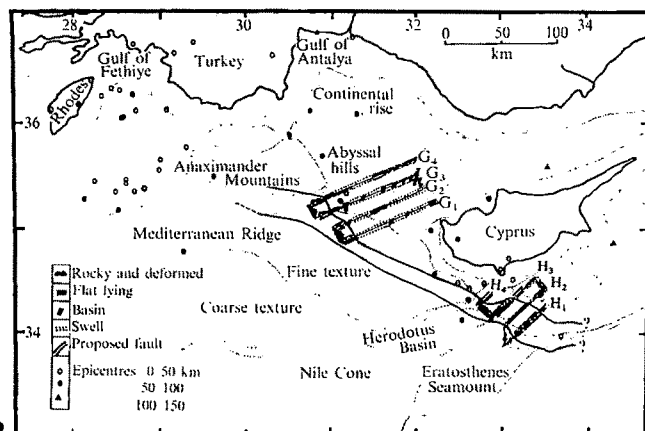 28 30 32 34
Gulf of
Fethiye
Turkey
Gulf of
Antalya
0 50 100
km
Rhodes
Continental
rise
36
Anaximander
Mountains
Abyssal
hills
G4
G3
G2
G1
Mediterranean Ridge
Cyprus
Fine texture
Coarse texture
H3
H4
H2
H1
Rocky and deformed
Flat lying
Basin
Swell
Proposed fault
Epicentres 0 50 km
50 100
100 150
34
Herodotus
Basin
?
?
Nile Cone
Eratosthenes
Seamount